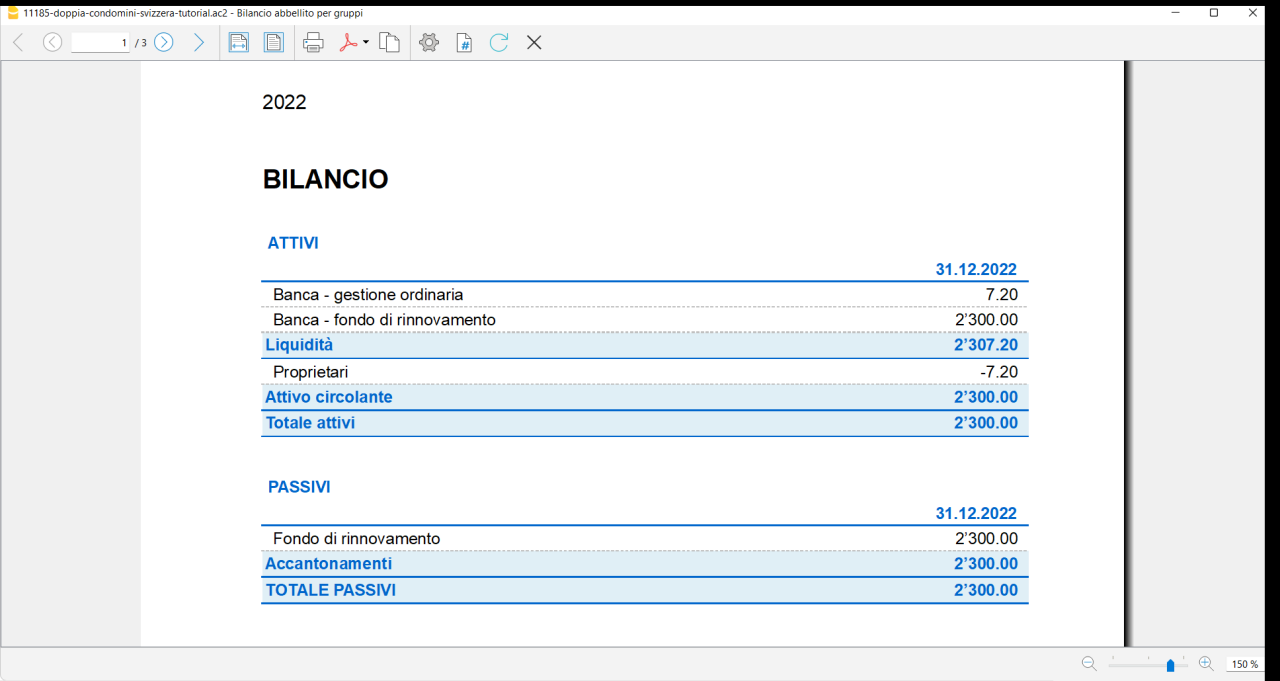 11185-doppia-condomini-svizzera-tutorial.ac2 - Bilancio abbellito per gruppi
1 / 3
2022
BILANCIO
ATTIVI
31.12.2022
Banca - gestione ordinaria 7.20
Banca - fondo di rinnovamento 2’300.00
Liquidità 2’307.20
Proprietari -7.20
Attivo circolante 2’300.00
Totale attivi 2’300.00
PASSIVI
31.12.2022
Fondo di rinnovamento 2’300.00
Accantonamenti 2’300.00
TOTALE PASSIVI 2’300.00
150 %